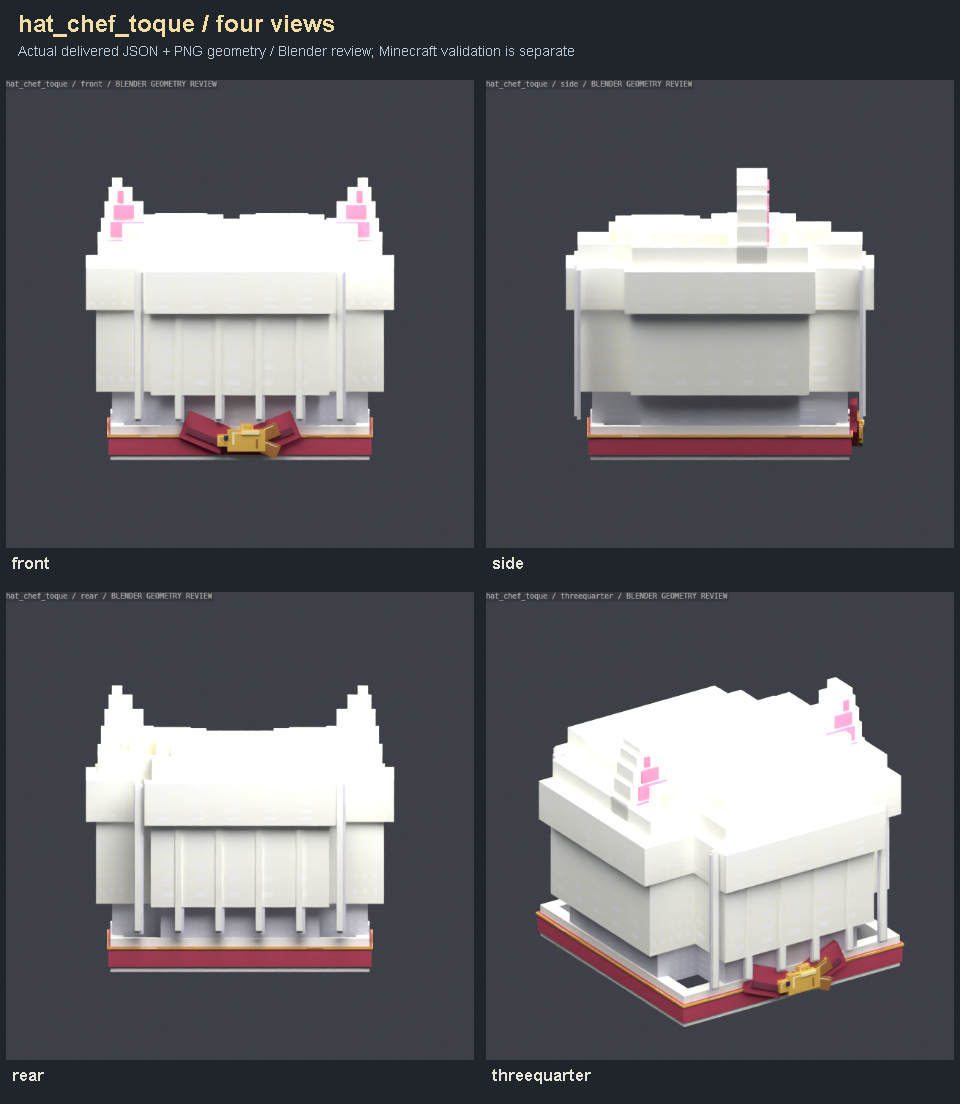 hat_chef_toque / four views
Actual delivered JSON + PNG geometry / Blender review; Minecraft validation is separate
hat_chef_toque / front / BLENDER GEOMETRY REVIEW
hat_chef_toque / side / BLENDER GEOMETRY REVIEW
front
side
hat_chef_toque / rear / BLENDER GEOMETRY REVIEW
hat_chef_toque / threequarter / BLENDER GEOMETRY REVIEW
rear
threequarter